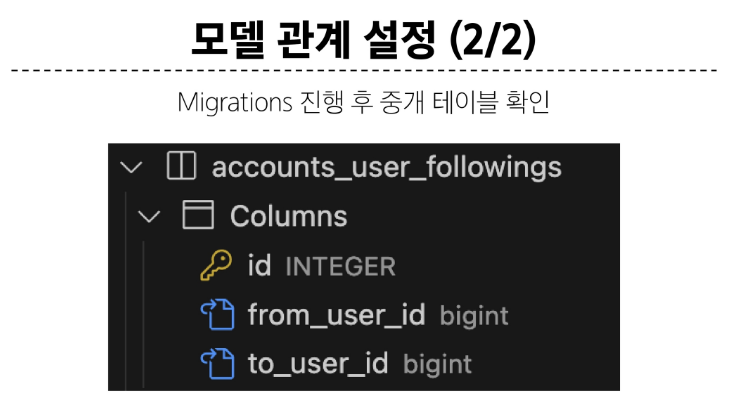 모델 관계 설정 (2/2)
Migrations 진행 후 중개 테이블 확인
accounts_user_followings
Columns
id INTEGER
from_user_id bigint
to_user_id bigint